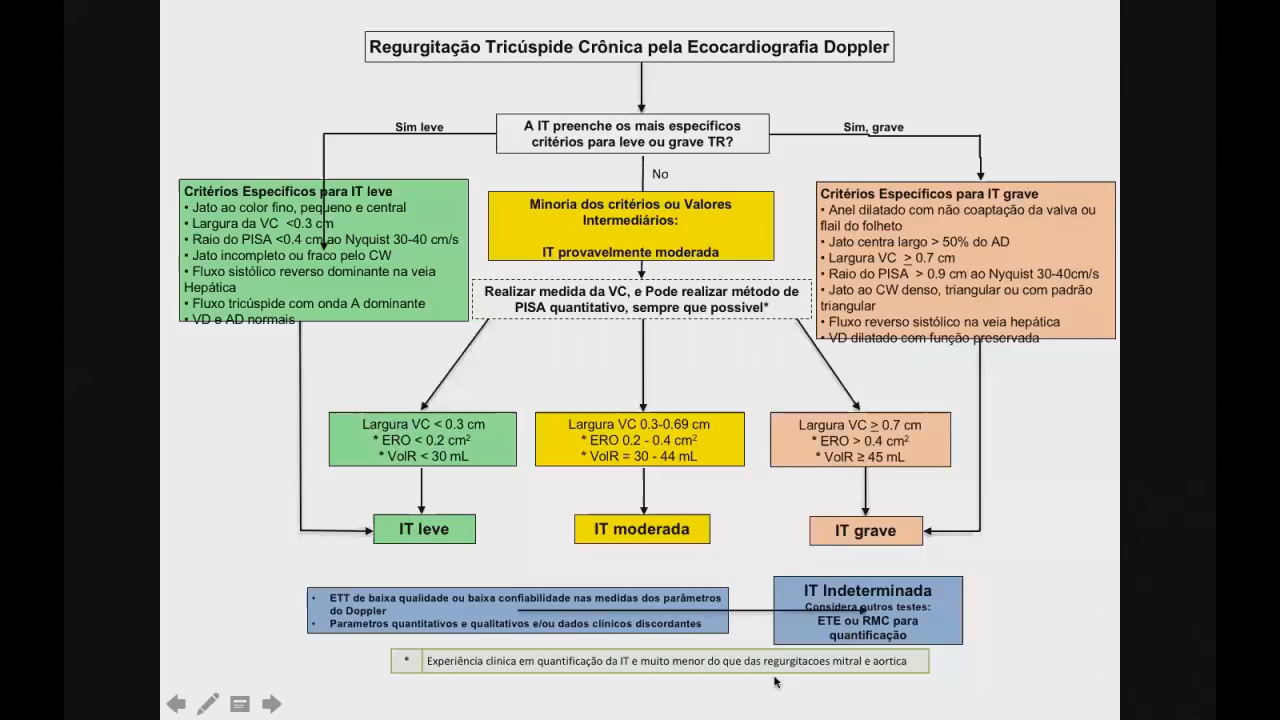 Regurgitação Tricúspide Crônica pela Ecocardiografia Doppler
Sim leve
A IT preenche os mais especificos
critérios para leve ou grave TR?
Sim, grave
No
Critérios Específicos para IT leve
• Jato ao color fino, pequeno e central
• Largura da VC <0.3 cm
• Raio do PISA <0.4 cm ao Nyquist 30-40 cm/s
• Jato incompleto ou fraco pelo CW
• Fluxo sistólico reverso dominante na veia
Hepática
• Fluxo tricúspide com onda A dominante
• VD e AD normais
Minoria dos critérios ou Valores
Intermediários:
IT provavelmente moderada
Critérios Específicos para IT grave
• Anel dilatado com não coaptação da valva ou
flail do folheto
• Jato centra largo > 50% do AD
• Largura VC ≥ 0.7 cm
• Raio do PISA > 0.9 cm ao Nyquist 30-40cm/s
• Jato ao CW denso, triangular ou com padrão
triangular
• Fluxo reverso sistólico na veia hepática
• VD dilatado com função preservada
Realizar medida da VC, e Pode realizar método de
PISA quantitativo, sempre que possivel*
Largura VC < 0.3 cm
* ERO < 0.2 cm²
* VolR < 30 mL
Largura VC 0.3-0.69 cm
* ERO 0.2 - 0.4 cm²
* VolR = 30 - 44 mL
Largura VC ≥ 0.7 cm
* ERO > 0.4 cm²
* VolR ≥ 45 mL
IT leve
IT moderada
IT grave
• ETT de baixa qualidade ou baixa confiabilidade nas medidas dos parâmetros
do Doppler
• Parametros quantitativos e qualitativos e/ou dados clinicos discordantes
IT Indeterminada
Considera outros testes:
ETE ou RMC para
quantificação
* Experiência clinica em quantificação da IT e muito menor do que das regurgitacoes mitral e aortica